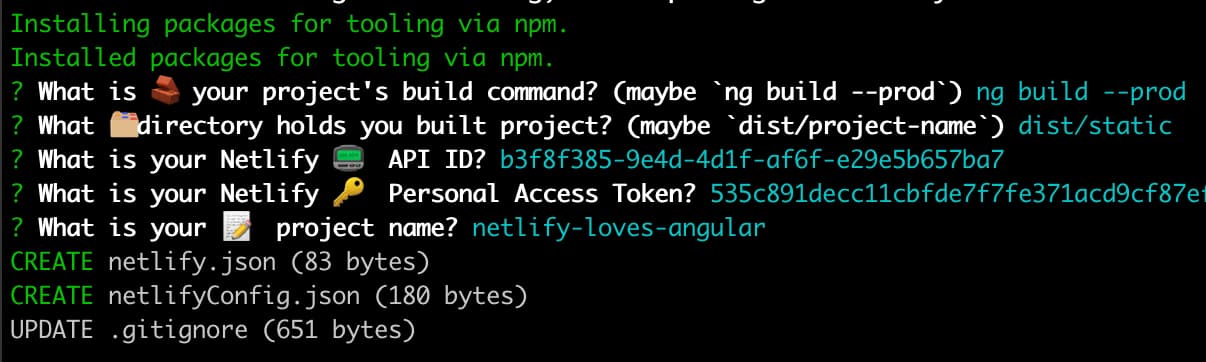 Installing packages for tooling via npm.
Installed packages for tooling via npm.
? What is your project's build command? (maybe `ng build --prod`) ng build --prod
? What directory holds you built project? (maybe `dist/project-name`) dist/static
? What is your Netlify API ID? b3f8f385-9e4d-4d1f-af6f-e29e5b657ba7
? What is your Netlify Personal Access Token? 535c891decc11cbfde7f7fe371acd9cf87ef
? What is your project name? netlify-loves-angular
CREATE netlify.json (83 bytes)
CREATE netlifyConfig.json (180 bytes)
UPDATE .gitignore (651 bytes)